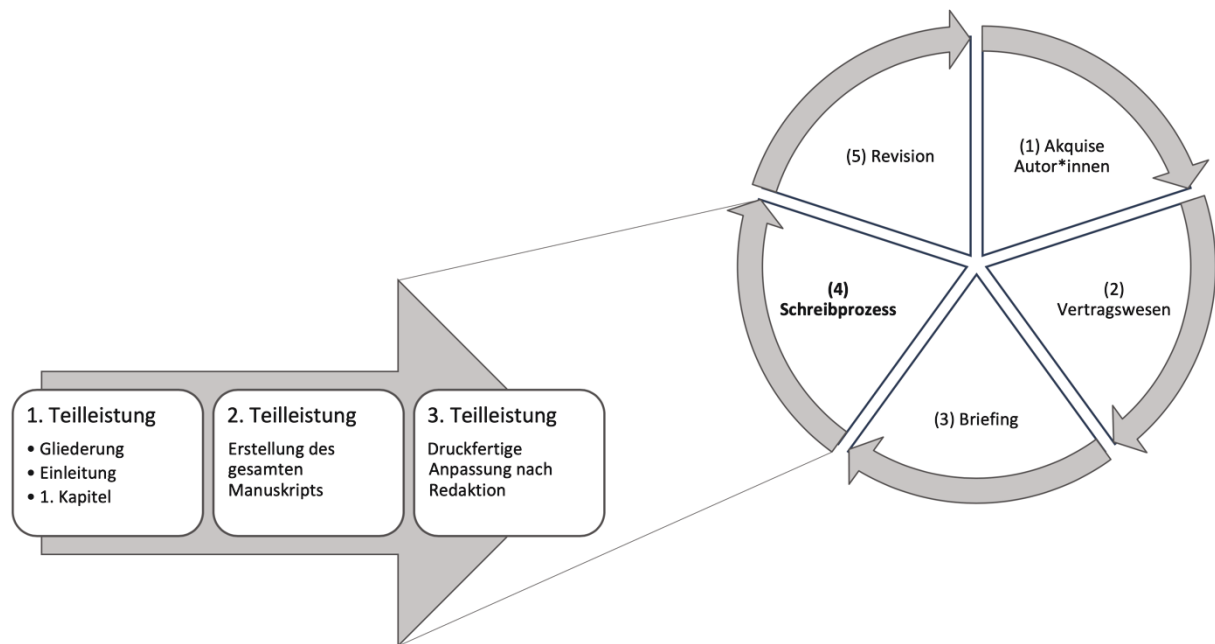 (5) Revision
(1) Akquise
Autor*innen
(4)
Schreibprozess
(2)
Vertragswesen
(3) Briefing
1. Teilleistung
• Gliederung
• Einleitung
• 1. Kapitel
2. Teilleistung
Erstellung des
gesamten
Manuskripts
3. Teilleistung
Druckfertige
Anpassung nach
Redaktion